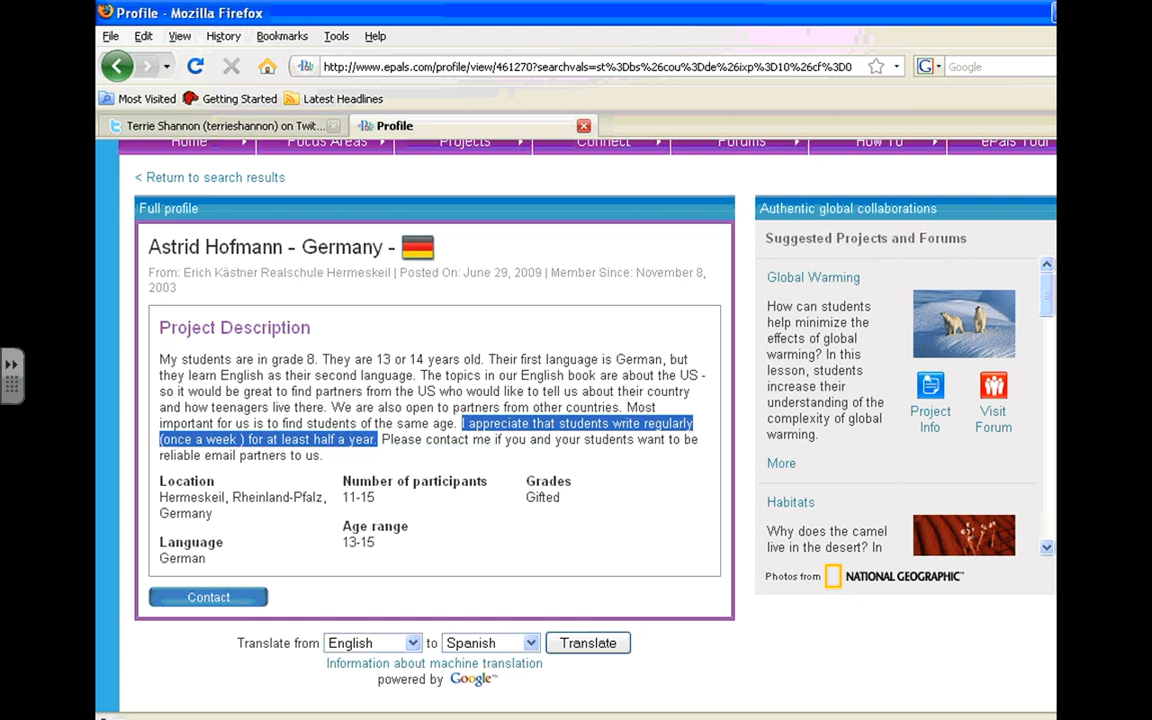 Profile - Mozilla Firefox
File Edit View History Bookmarks Tools Help
http://www.epals.com/profile/view/461270?searchvals=st%3Dbs%26cou%3Dde%26ixp%3D10%26cf%3D0
Google
Most Visited Getting Started Latest Headlines
Terrie Shannon (terrieshannon) on Twit...
Profile
Home Focus Areas Projects Connect Forums How To ePals Tour
< Return to search results
Full profile
Astrid Hofmann - Germany -
From: Erich Kästner Realschule Hermeskeil | Posted On: June 29, 2009 | Member Since: November 8,
2003
Project Description
My students are in grade 8. They are 13 or 14 years old. Their first language is German, but
they learn English as their second language. The topics in our English book are about the US -
so it would be great to find partners from the US who would like to tell us about their country
and how teenagers live there. We are also open to partners from other countries. Most
important for us is to find students of the same age. I appreciate that students write regularly
(once a week ) for at least half a year. Please contact me if you and your students want to be
reliable email partners to us.
Location
Hermeskeil, Rheinland-Pfalz,
Germany
Language
German
Number of participants
11-15
Age range
13-15
Grades
Gifted
Contact
Translate from English to Spanish Translate
Information about machine translation
powered by Google™
Authentic global collaborations
Suggested Projects and Forums
Global Warming
How can students
help minimize the
effects of global
warming? In this
lesson, students
increase their
understanding of the
complexity of global
warming.
Project
Info
Visit
Forum
More
Habitats
Why does the camel
live in the desert? In
Photos from NATIONAL GEOGRAPHIC™